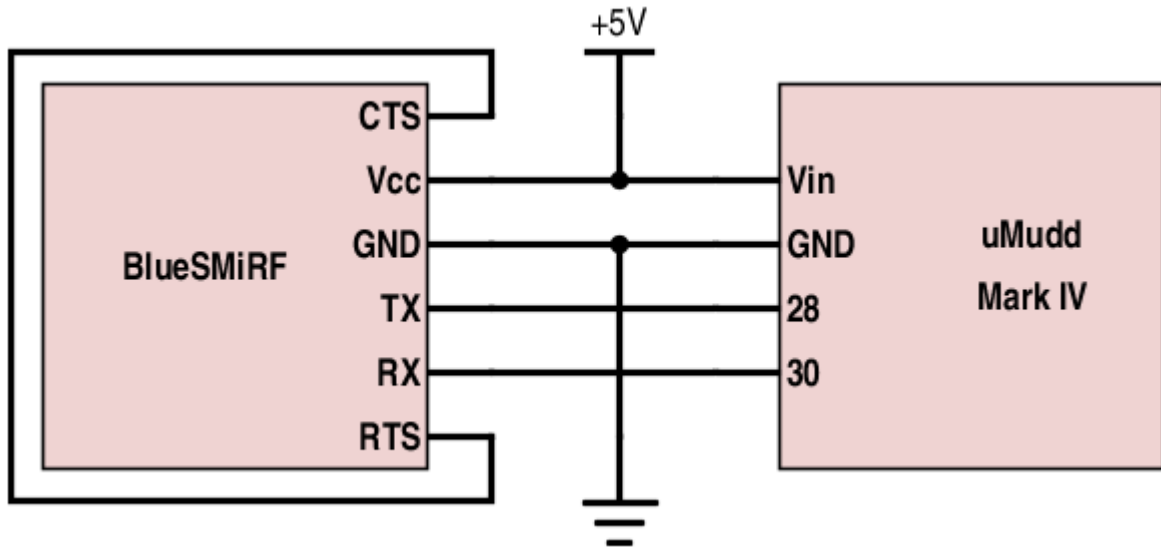 +5V
CTS
Vcc
GND
TX
RX
RTS
BlueSMiRF
Vin
GND
28
30
uMudd
Mark IV